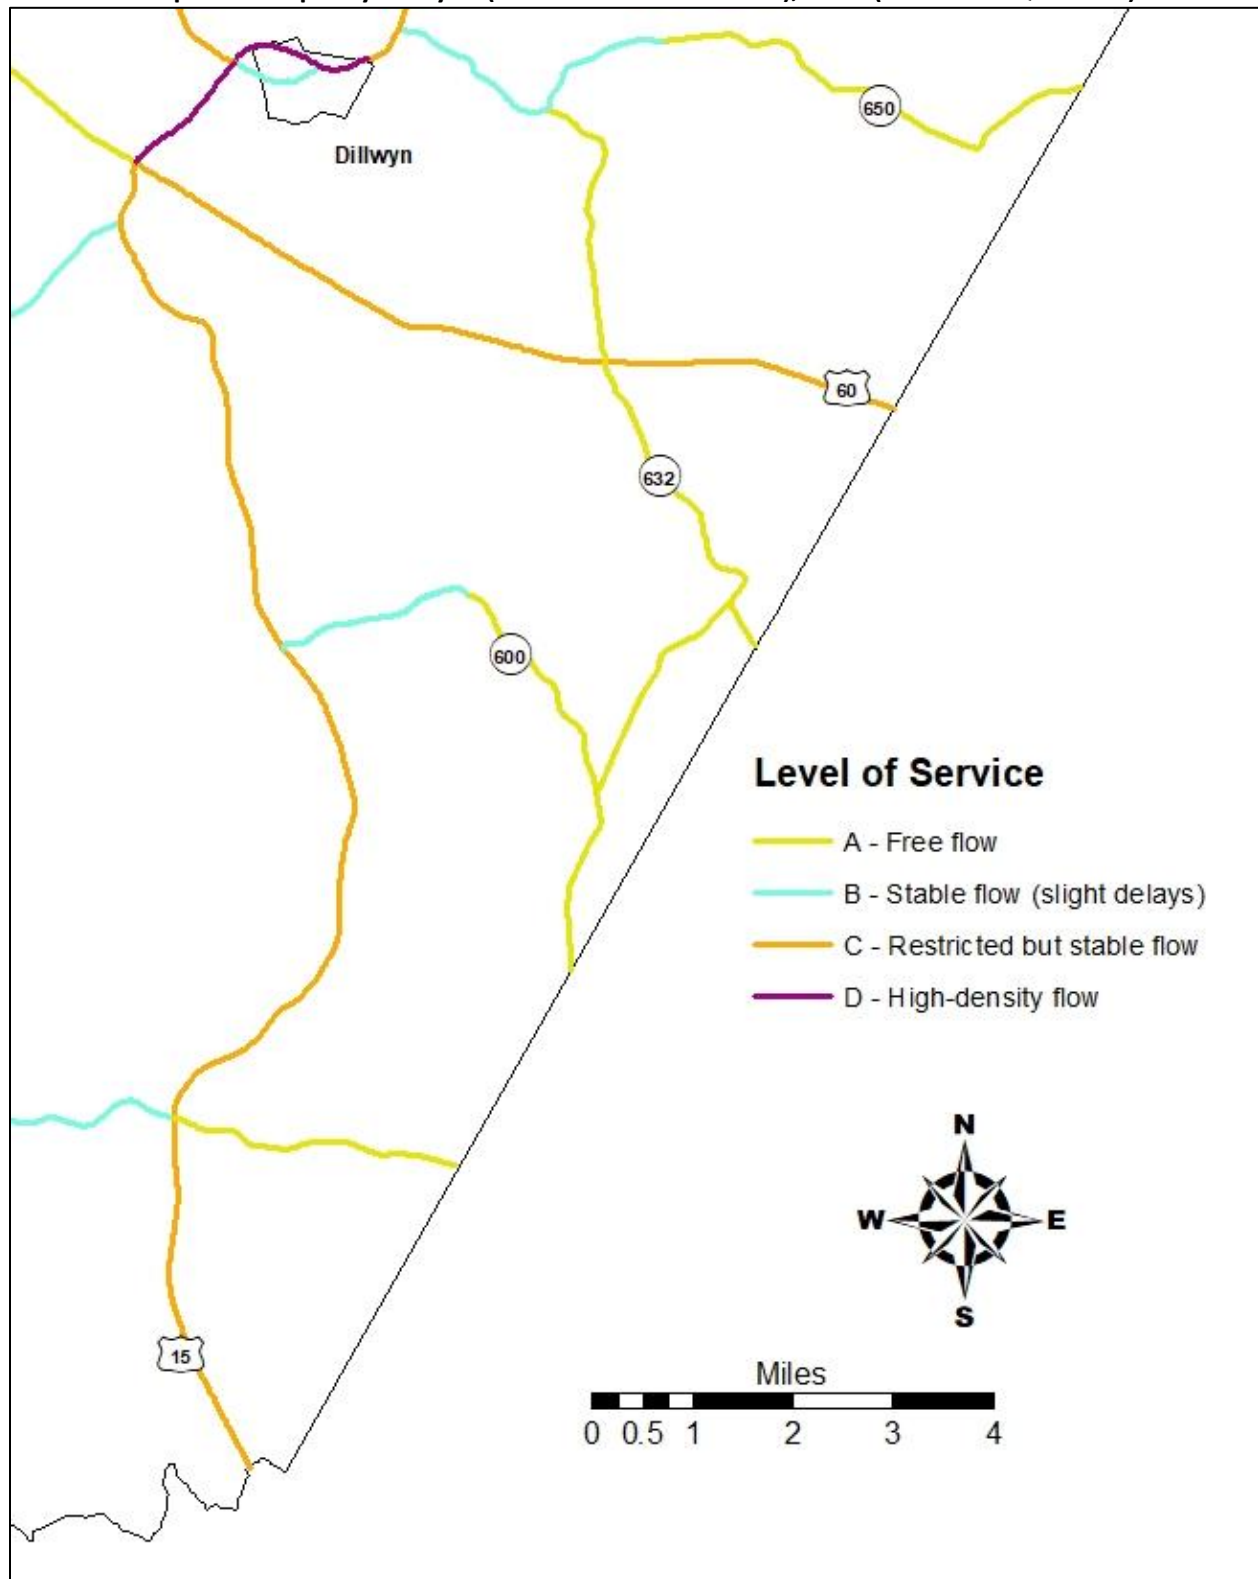 650
Dillwyn
60
632
600
Level of Service
A - Free flow
B - Stable flow (slight delays)
C - Restricted but stable flow
D - High-density flow
N
W E
S
15
Miles
0 0.5 1 2 3 4